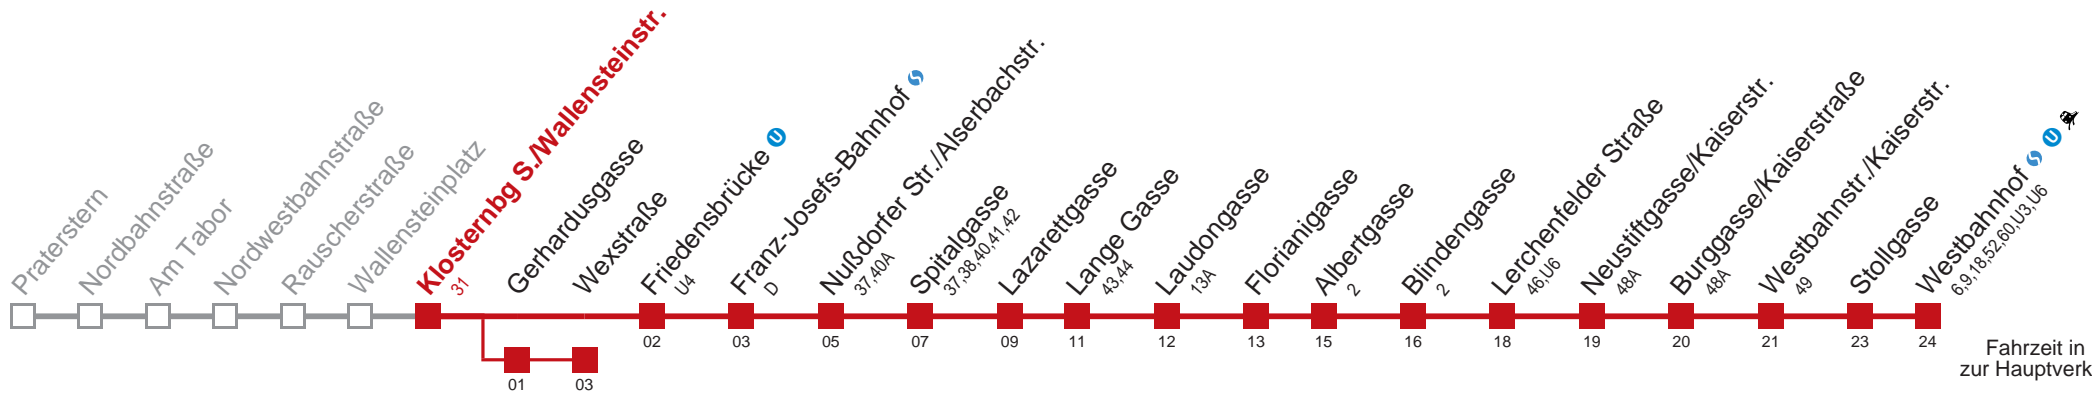 Praterstern
Nordbahnstraße
Am Tabor
Nordwestbahnstraße
Rauscherstraße
Wallensteinplatz
Klosternbg S./Wallensteinstr.
31
Gerhardusgasse
Wexstraße
Friedensbrücke U
U4
Franz-Josefs-Bahnhof
D
Nußdorfer Str./Alserbachstr.
37,40A
Spitalgasse
37,38,40,41,42
Lazarettgasse
Lange Gasse
43,44
Laudongasse
13A
Florianigasse
Albertgasse
2
Blindengasse
2
Lerchenfelder Straße
46,U6
Neustiftgasse/Kaiserstr.
48A
Burggasse/Kaiserstraße
48A
Westbahnstr./Kaiserstr.
49
Stollgasse
Westbahnhof U
6,9,18,52,60,U3,U6
02 03 05 07 09 11 12 13 15 16 18 19 20 21 23 24
01 03
Fahrzeit in
zur Hauptverk